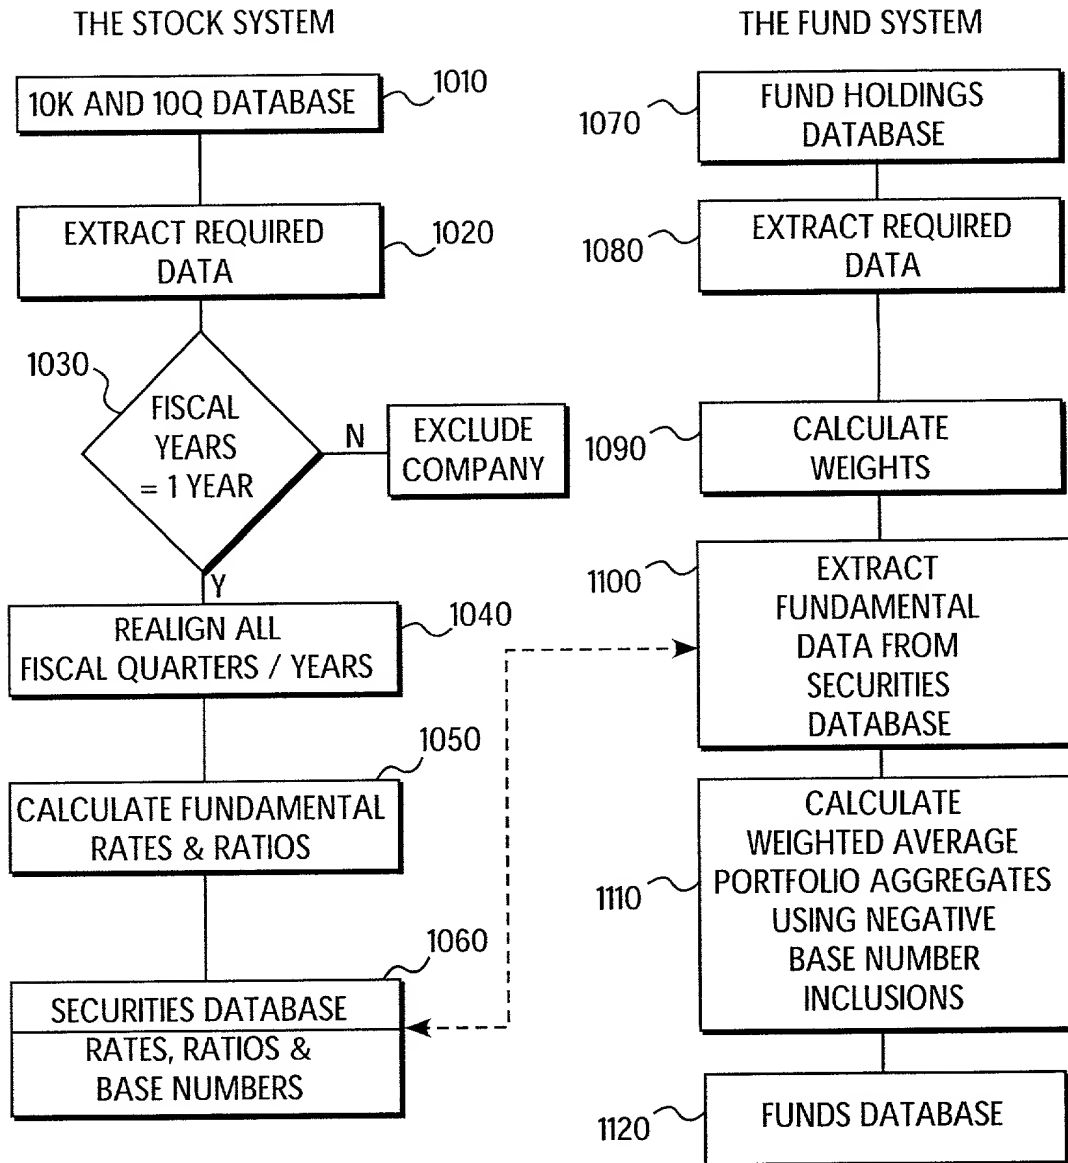 THE STOCK SYSTEM
10K AND 10Q DATABASE
1010
EXTRACT REQUIRED
DATA
1020
1030
FISCAL
YEARS
= 1 YEAR
N
EXCLUDE
COMPANY
Y
REALIGN ALL
FISCAL QUARTERS / YEARS
1040
1050
CALCULATE FUNDAMENTAL
RATES & RATIOS
1060
SECURITIES DATABASE
RATES, RATIOS &
BASE NUMBERS
THE FUND SYSTEM
1070
FUND HOLDINGS
DATABASE
1080
EXTRACT REQUIRED
DATA
1090
CALCULATE
WEIGHTS
1100
EXTRACT
FUNDAMENTAL
DATA FROM
SECURITIES
DATABASE
1110
CALCULATE
WEIGHTED AVERAGE
PORTFOLIO AGGREGATES
USING NEGATIVE
BASE NUMBER
INCLUSIONS
1120
FUNDS DATABASE